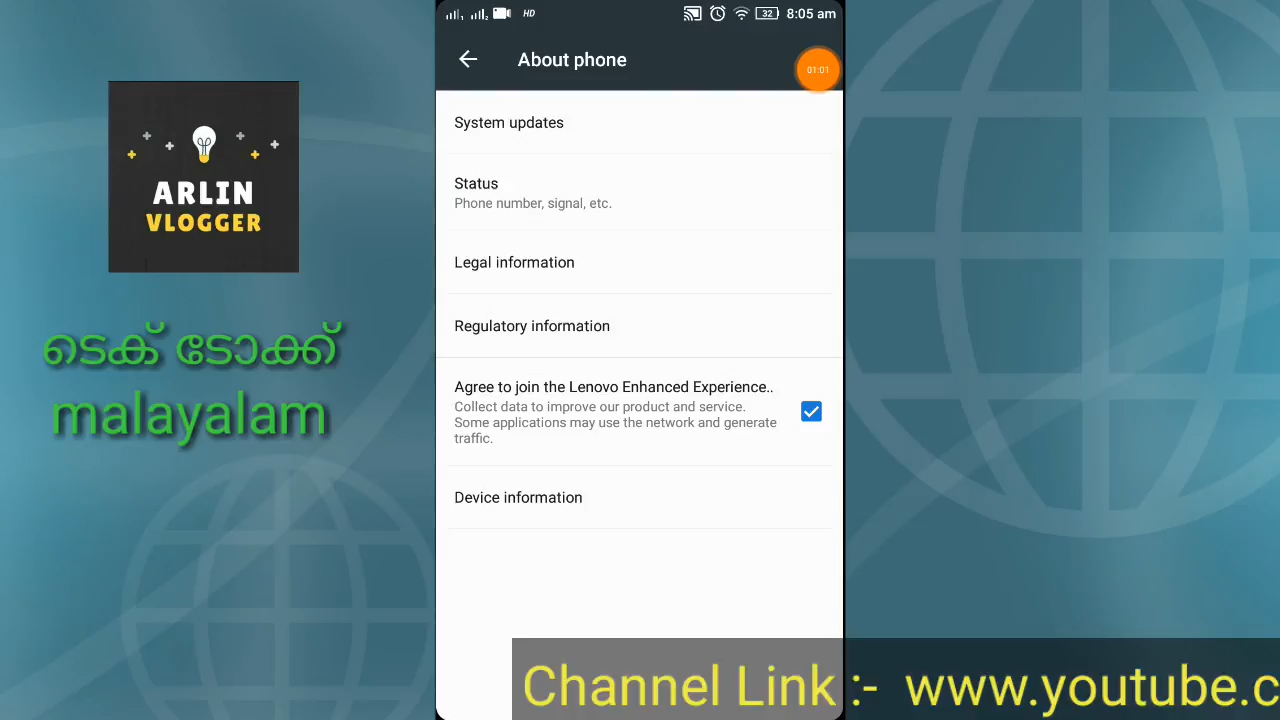 HD
32
8:05 am
About phone
01:01
System updates
Status
Phone number, signal, etc.
Legal information
Regulatory information
Agree to join the Lenovo Enhanced Experience..
Collect data to improve our product and service.
Some applications may use the network and generate
traffic.
Device information
ARLIN
VLOGGER
ടെക് ടോക്ക്
malayalam
Channel Link :- www.youtube.c